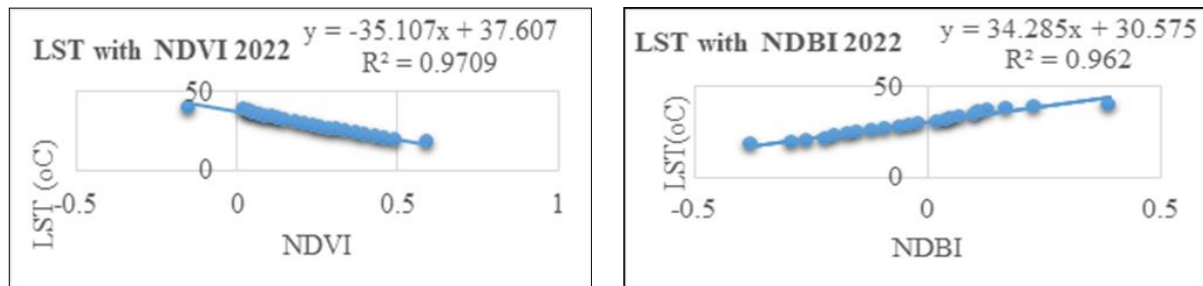 LST with NDVI 2022
y = -35.107x + 37.607
R² = 0.9709
50
0
-0.5
0
0.5
1
LST (oC)
NDVI
LST with NDBI 2022
y = 34.285x + 30.575
R² = 0.962
50
0
-0.5
0
0.5
LST(oC)
NDBI